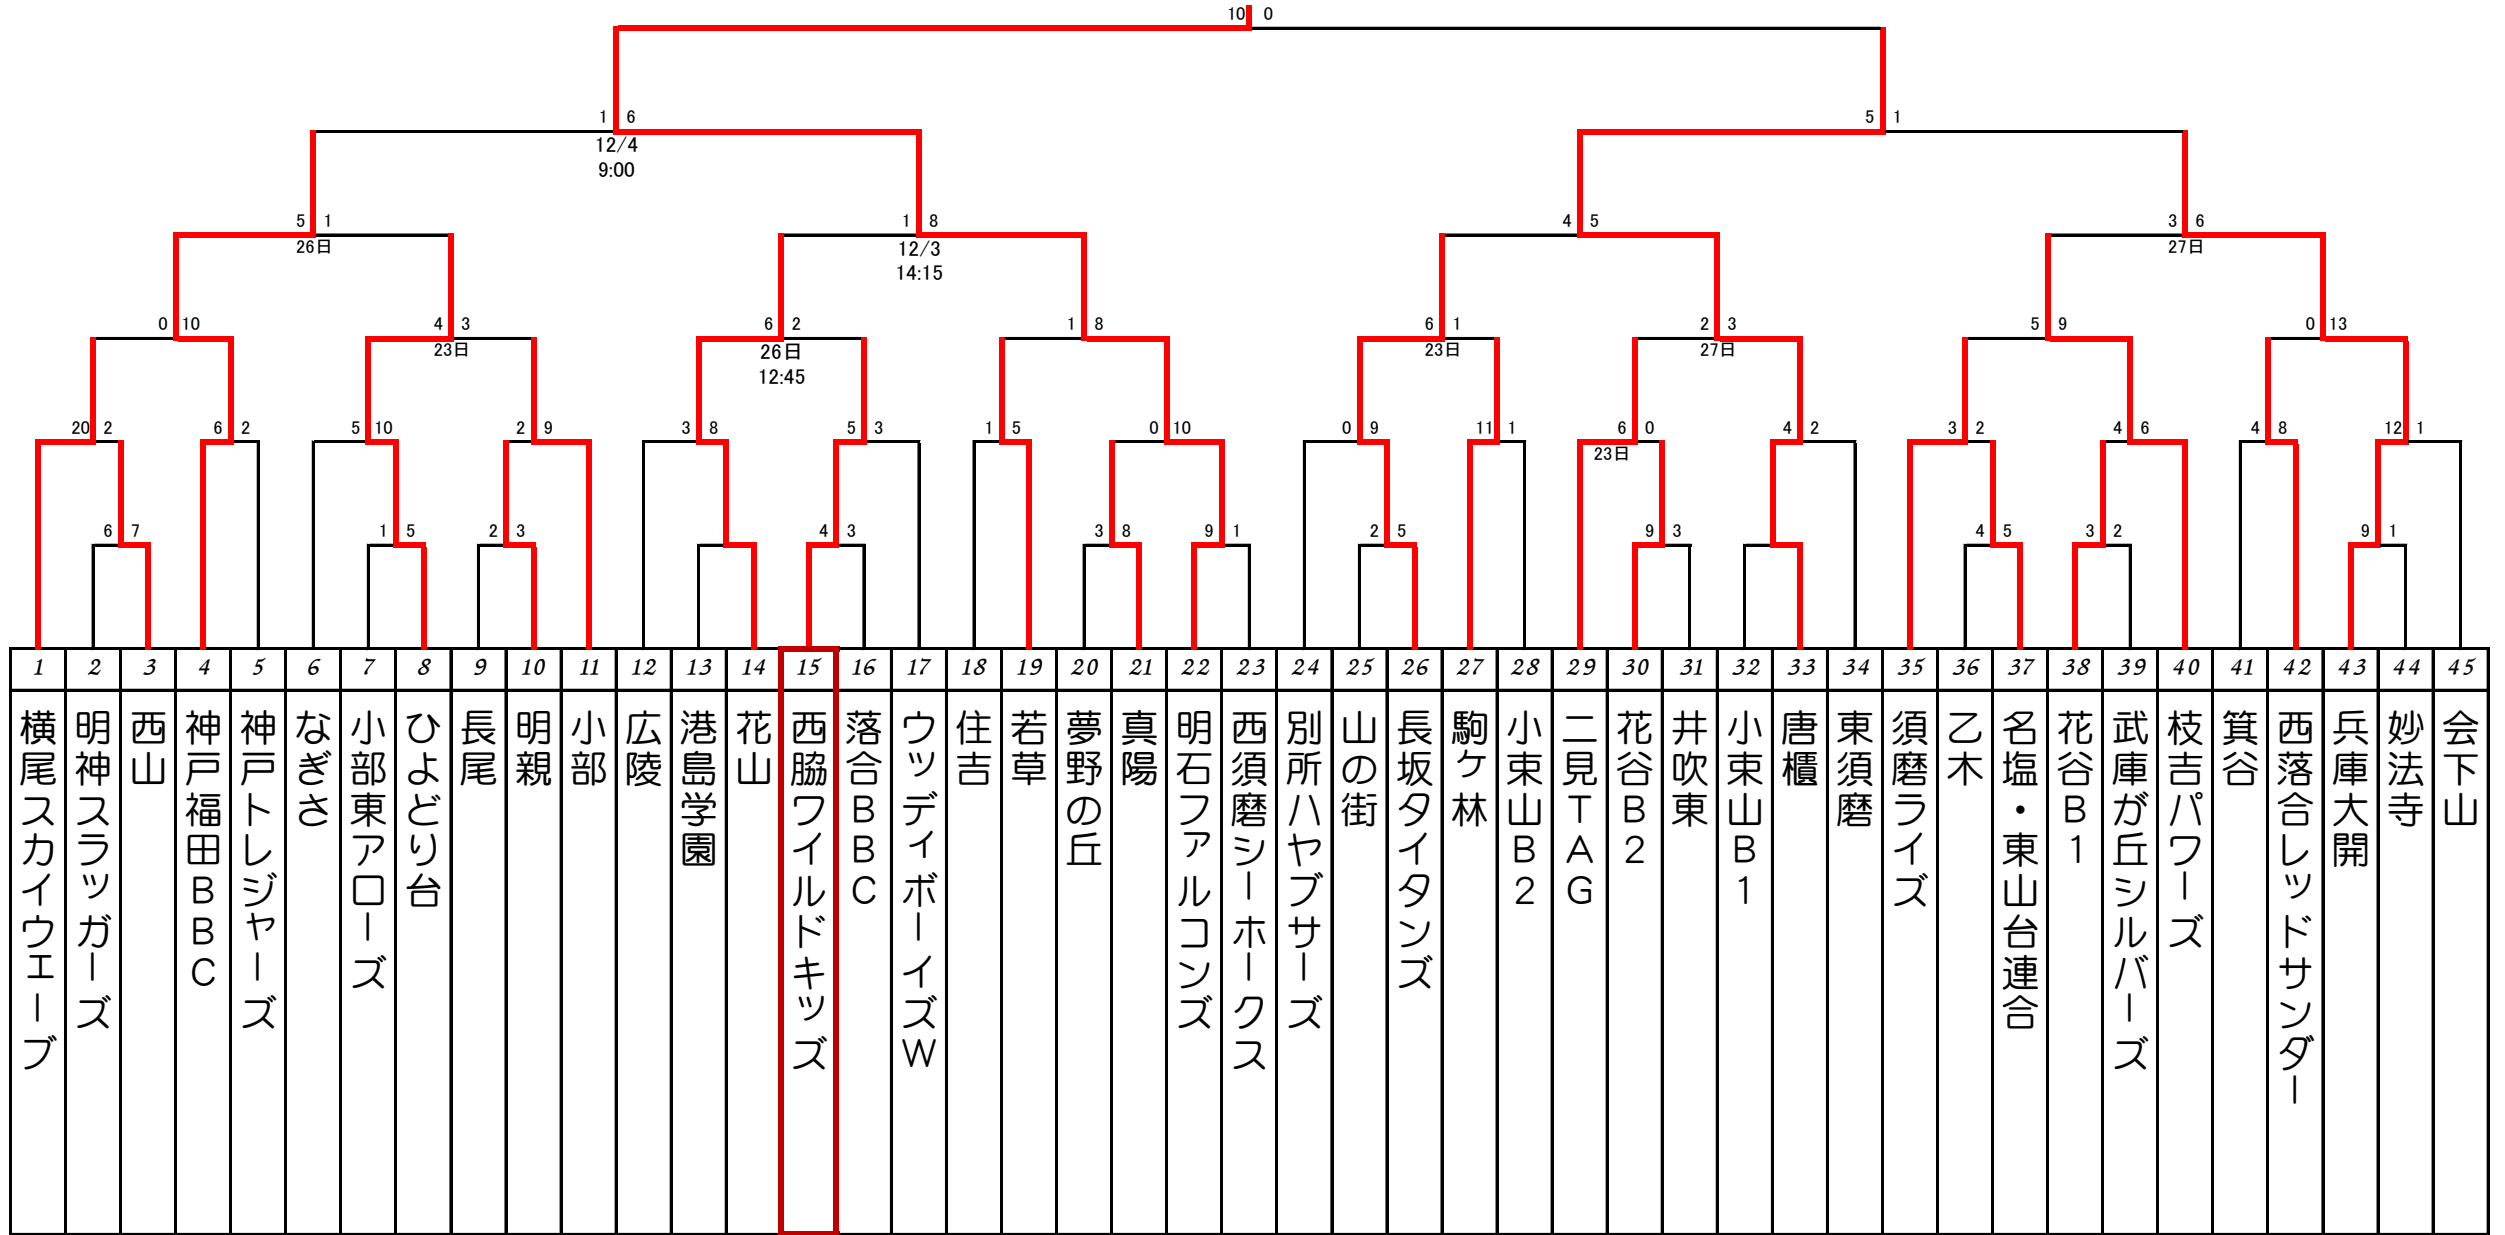 10 0
1 6 5 1
12/4
9:00
5 1 1 8 4 5 3 6
26日 12/3 27日
14:15
0 10 4 3 6 2 1 8 6 1 2 3 5 9 0 13
23日 26日 23日 27日
12:45
20 2 6 2 5 10 2 9 3 8 5 3 1 5 0 10 0 9 11 1 6 0 4 2 3 2 4 6 4 8 12 1
23日
6 7 1 5 2 3 4 3 3 8 9 1 2 5 9 3 4 5 3 2 9 1
1 2 3 4 5 6 7 8 9 10 11 12 13 14 15 16 17 18 19 20 21 22 23 24 25 26 27 28 29 30 31 32 33 34 35 36 37 38 39 40 41 42 43 44 45
横尾スカイウェーブ
明神スラッガーズ
西山
神戸福田BBC
神戸トレジャーズ
なぎさ
小部東アローズ
ひよどり台
長尾
明親
小部
広陵
港島学園
花山
西脇ワイルドキッズ
落合BBC
ウッディボーイズW
住吉
若草
夢野の丘
真陽
明石ファルコンズ
西須磨シーホークス
別所ハヤブサーズ
山の街
長坂タイタンズ
駒ケ林
小束山B2
二見TAG
花谷B2
井吹東
小束山B1
唐櫃
東須磨
須磨ライズ
乙木
名塩・東山台連合
花谷B1
武庫が丘シルバーズ
枝吉パワーズ
箕谷
西落合レッドサンダー
兵庫大開
妙法寺
会下山